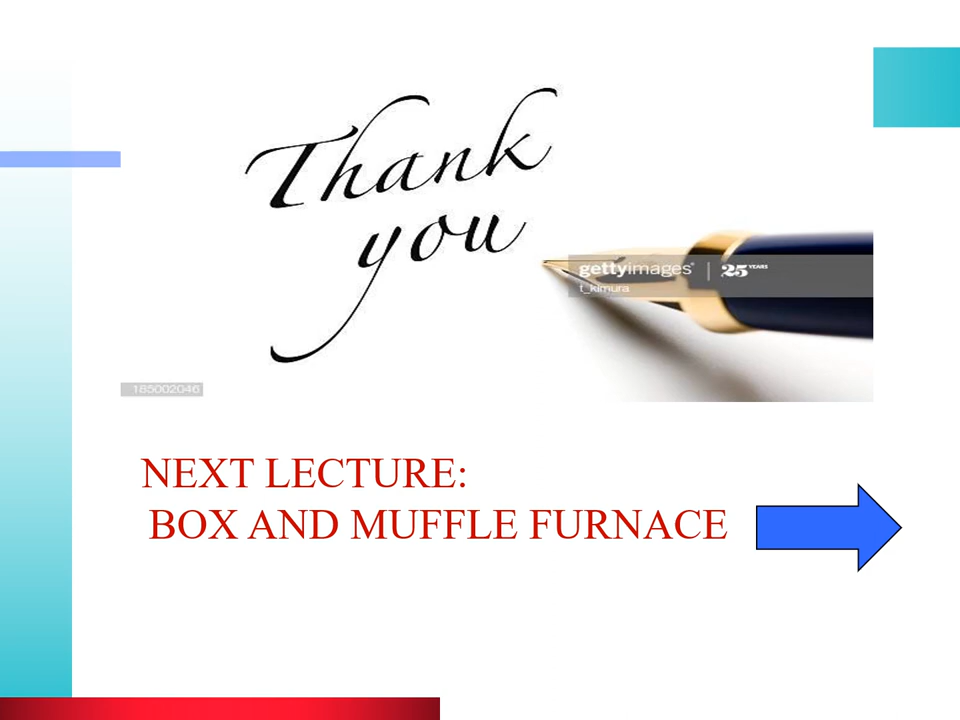 Thank
you
gettyimages® | 25 YEARS
t_kimura
185002046
NEXT LECTURE:
BOX AND MUFFLE FURNACE